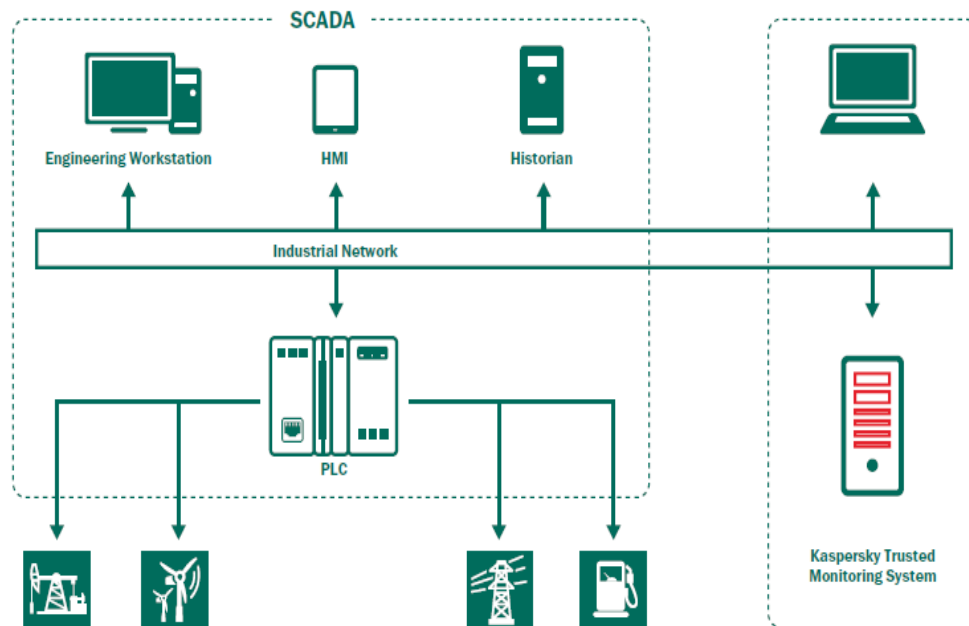 SCADA
Engineering Workstation
HMI
Historian
Industrial Network
PLC
Kaspersky Trusted
Monitoring System